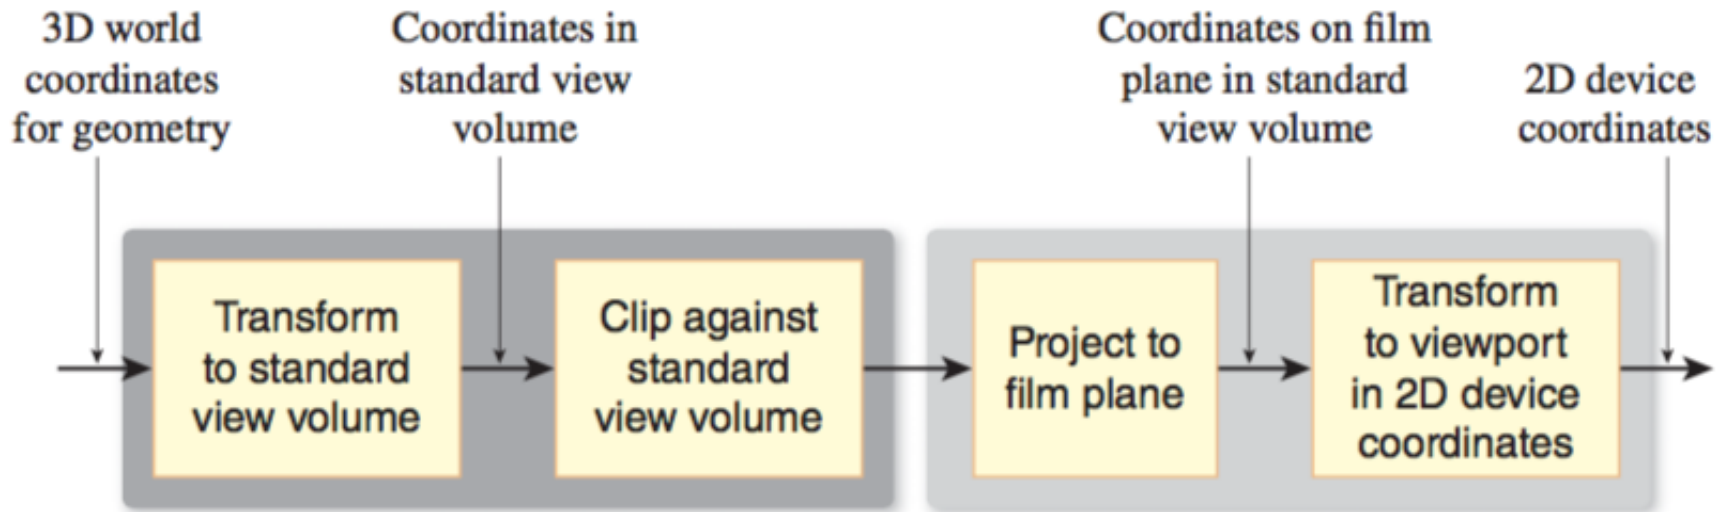 3D world
coordinates
for geometry
Coordinates in
standard view
volume
Coordinates on film
plane in standard
view volume
2D device
coordinates
Transform
to standard
view volume
Clip against
standard
view volume
Project to
film plane
Transform
to viewport
in 2D device
coordinates